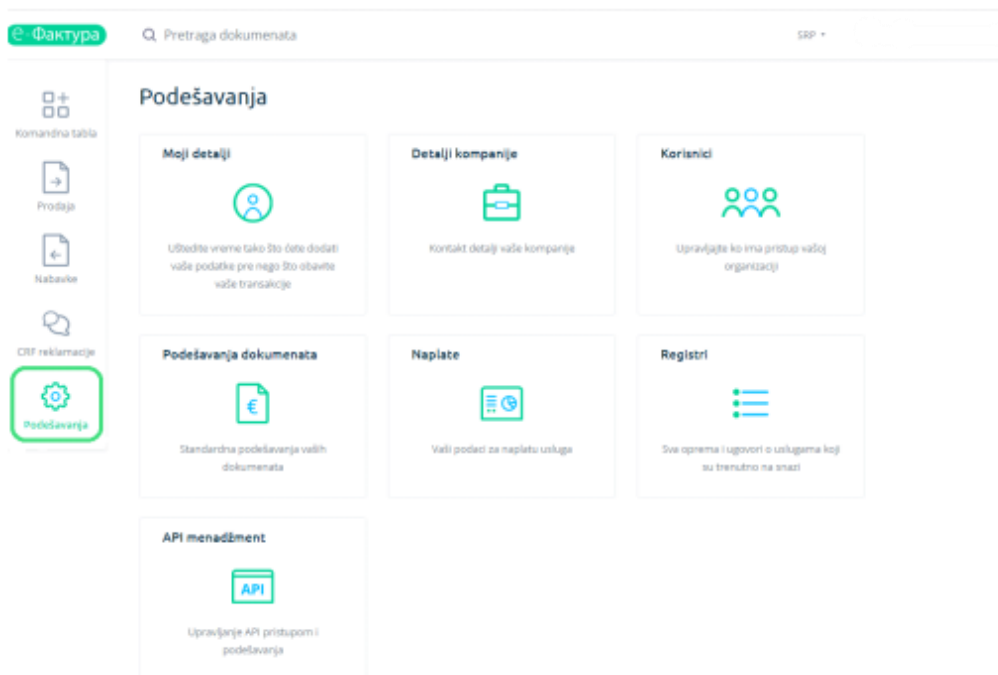 е-Фактура
Pretraga dokumenata
SRP
Komandna tabla
Prodaja
Nabavke
CRF reklamacije
Podešavanja
Podešavanja
Moji detalji
Uštedite vreme tako što ćete dodati
vaše podatke pre nego što obavite
vaše transakcije
Detalji kompanije
Kontakt detalji vaše kompanije
Korisnici
Upravljajte ko ima pristup vašoj
organizaciji
Podešavanja dokumenata
€
Standardna podešavanja vaših
dokumenata
Naplate
Vaši podaci za naplatu usluga
Registri
Sva oprema i ugovori o uslugama koji
su trenutno na snazi
API menadžment
API
Upravljanje API pristupom i
podešavanja